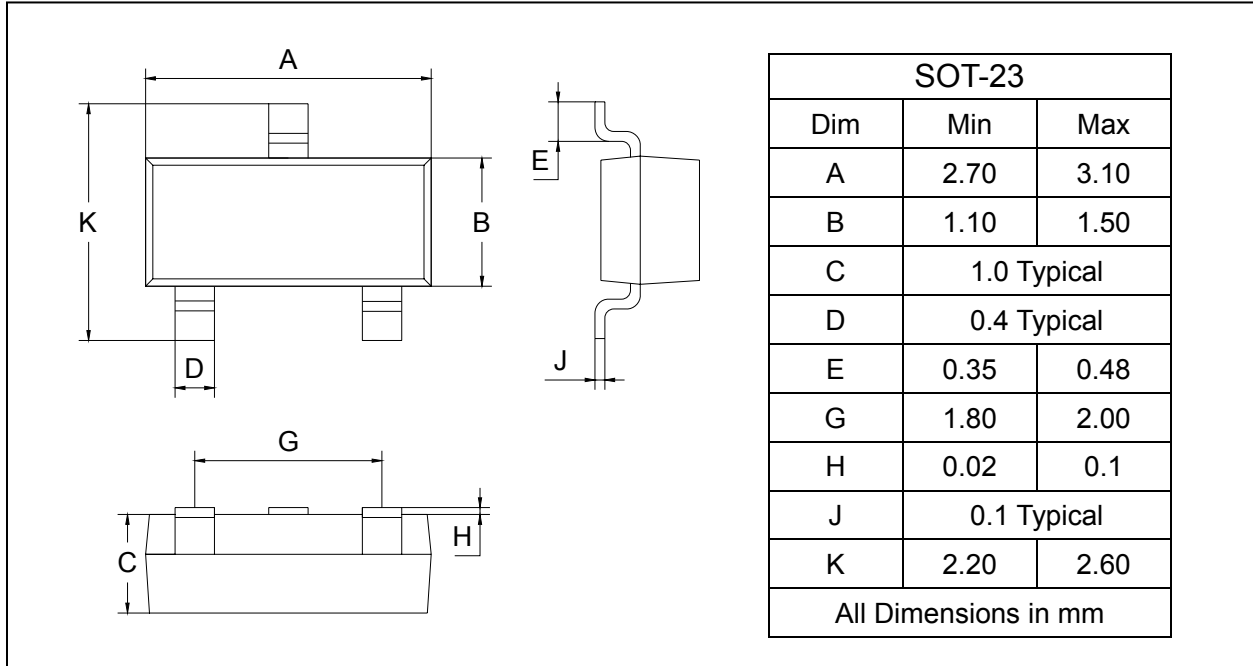 A
K
B
D
E
J
G
C
H
SOT-23
Dim Min Max
A 2.70 3.10
B 1.10 1.50
C 1.0 Typical
D 0.4 Typical
E 0.35 0.48
G 1.80 2.00
H 0.02 0.1
J 0.1 Typical
K 2.20 2.60
All Dimensions in mm